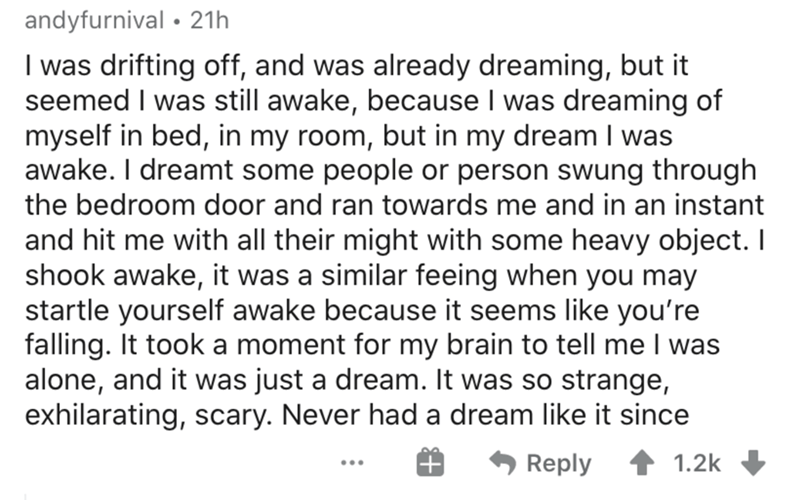 andyfurnival • 21h
I was drifting off, and was already dreaming, but it
seemed I was still awake, because I was dreaming of
myself in bed, in my room, but in my dream I was
awake. I dreamt some people or person swung through
the bedroom door and ran towards me and in an instant
and hit me with all their might with some heavy object. I
shook awake, it was a similar feeing when you may
startle yourself awake because it seems like you’re
falling. It took a moment for my brain to tell me I was
alone, and it was just a dream. It was so strange,
exhilarating, scary. Never had a dream like it since
... Reply 1.2k